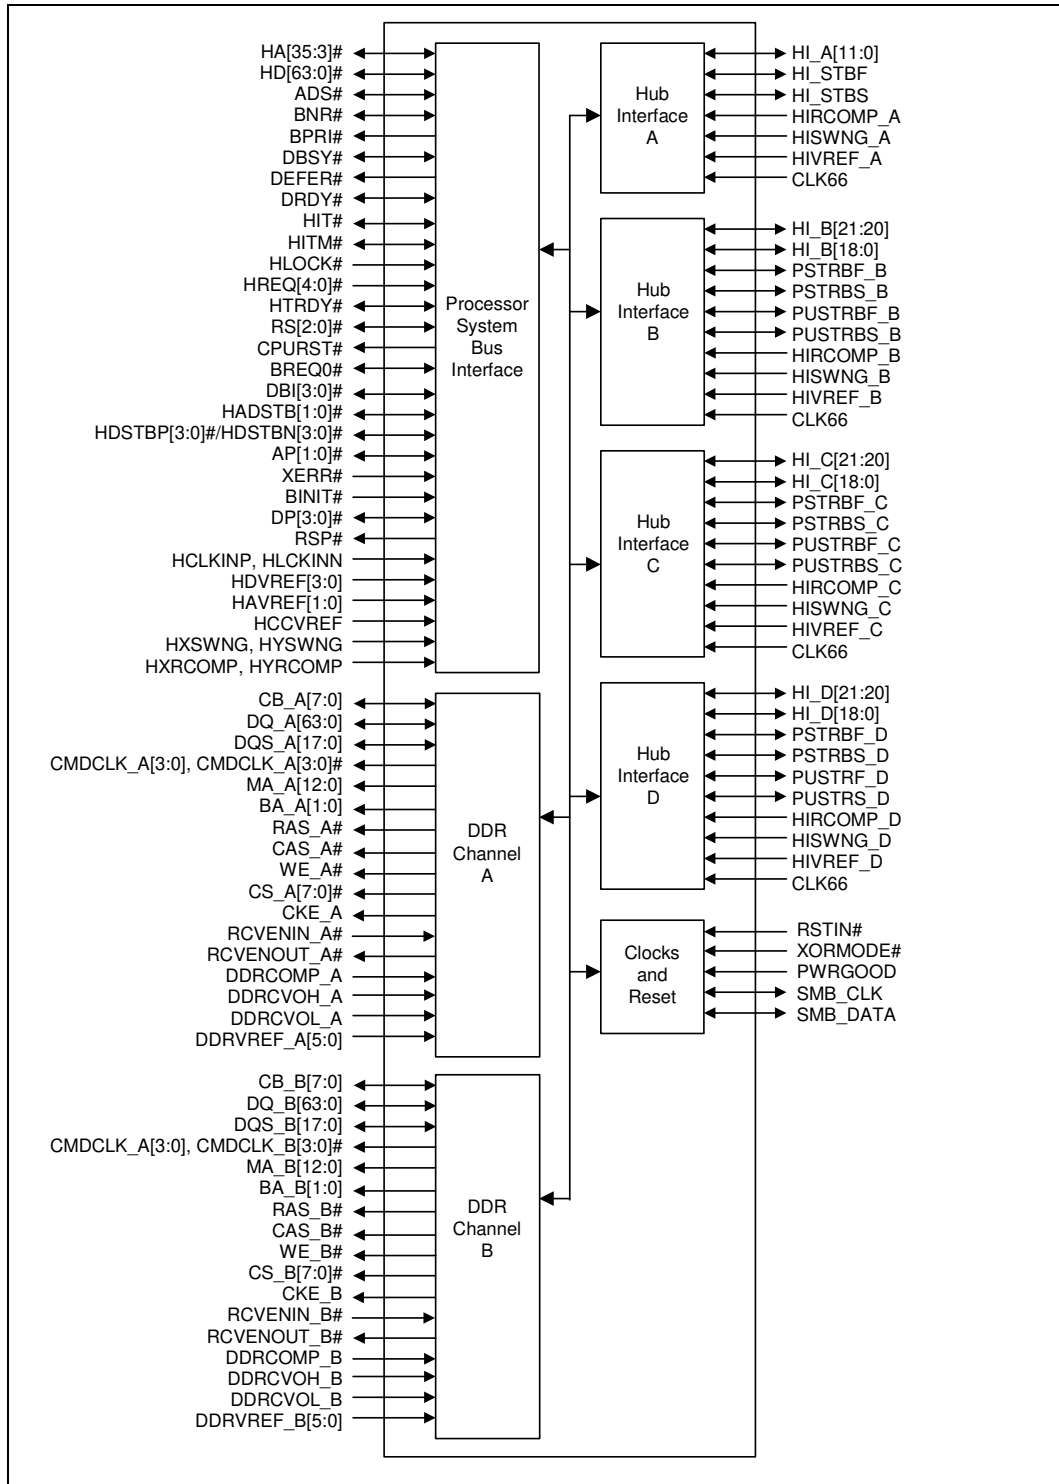 HA[35:3]#
HD[63:0]#
ADS#
BNR#
BPRI#
DBSY#
DEFER#
DRDY#
HIT#
HITM#
HLOCK#
HREQ[4:0]#
HTRDY#
RS[2:0]#
CPURST#
BREQ0#
DBI[3:0]#
HADSTB[1:0]#
HDSTBP[3:0]#/HDSTBN[3:0]#
AP[1:0]#
XERR#
BINIT#
DP[3:0]#
RSP#
HCLKINP, HLCKINN
HDVREF[3:0]
HAVREF[1:0]
HCCVREF
HXSWNG, HYSWNG
HXRCOMP, HYRCOMP
Processor
System
Bus
Interface
CB_A[7:0]
DQ_A[63:0]
DQS_A[17:0]
CMDCLK_A[3:0], CMDCLK_A[3:0]#
MA_A[12:0]
BA_A[1:0]
RAS_A#
CAS_A#
WE_A#
CS_A[7:0]#
CKE_A
RCVENIN_A#
RCVENOUT_A#
DDRCOMP_A
DDRCVOH_A
DDRCVOL_A
DDRVREF_A[5:0]
DDR
Channel
A
CB_B[7:0]
DQ_B[63:0]
DQS_B[17:0]
CMDCLK_A[3:0], CMDCLK_B[3:0]#
MA_B[12:0]
BA_B[1:0]
RAS_B#
CAS_B#
WE_B#
CS_B[7:0]#
CKE_B
RCVENIN_B#
RCVENOUT_B#
DDRCOMP_B
DDRCVOH_B
DDRCVOL_B
DDRVREF_B[5:0]
DDR
Channel
B
Hub
Interface
A
HI_A[11:0]
HI_STBF
HI_STBS
HIRCOMP_A
HISWNG_A
HIVREF_A
CLK66
Hub
Interface
B
HI_B[21:20]
HI_B[18:0]
PSTRBF_B
PSTRBS_B
PUSTRBF_B
PUSTRBS_B
HIRCOMP_B
HISWNG_B
HIVREF_B
CLK66
Hub
Interface
C
HI_C[21:20]
HI_C[18:0]
PSTRBF_C
PSTRBS_C
PUSTRBF_C
PUSTRBS_C
HIRCOMP_C
HISWNG_C
HIVREF_C
CLK66
Hub
Interface
D
HI_D[21:20]
HI_D[18:0]
PSTRBF_D
PSTRBS_D
PUSTRF_D
PUSTRS_D
HIRCOMP_D
HISWNG_D
HIVREF_D
CLK66
Clocks
and
Reset
RSTIN#
XORMODE#
PWRGOOD
SMB_CLK
SMB_DATA